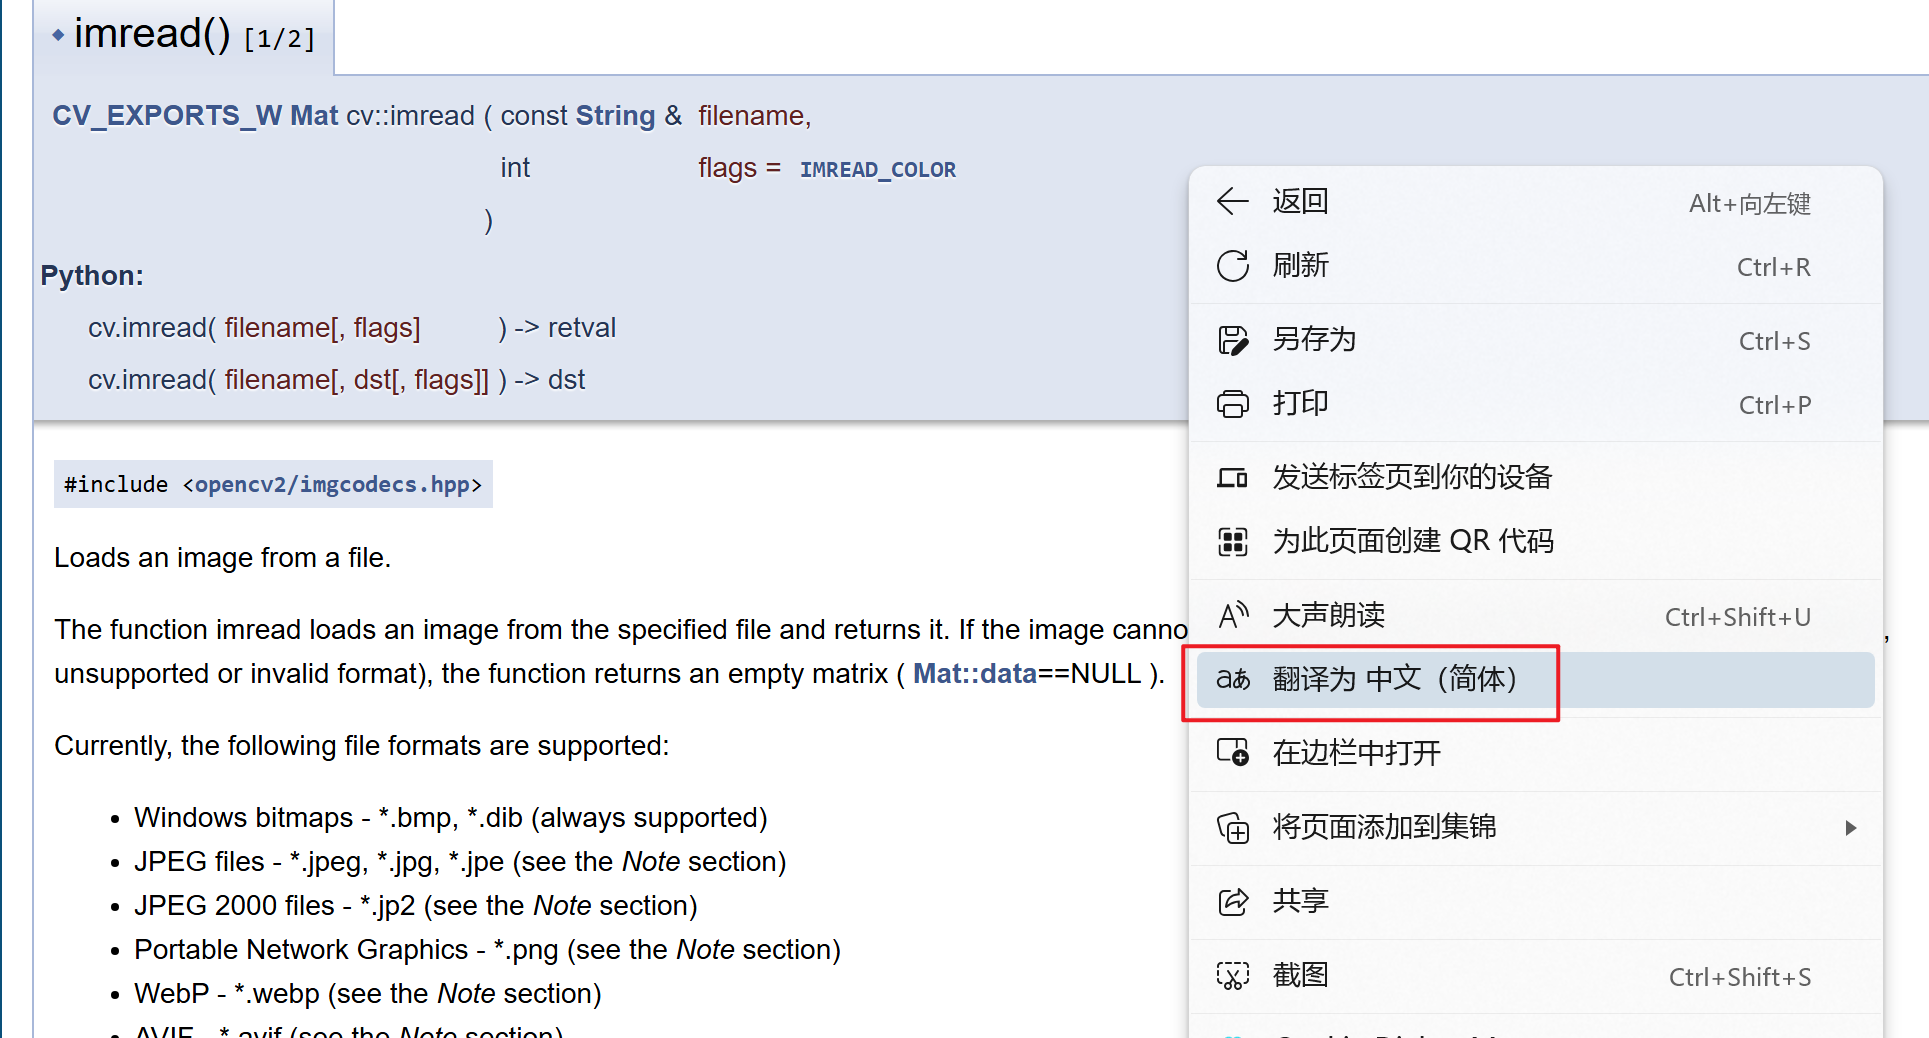 imread() [1/2]
CV_EXPORTS_W Mat cv::imread ( const String & filename,
int flags = IMREAD_COLOR
)
Python:
cv.imread( filename[, flags] ) -> retval
cv.imread( filename[, dst[, flags]] ) -> dst
#include <opencv2/imgcodecs.hpp>
Loads an image from a file.
The function imread loads an image from the specified file and returns it. If the image canno ,
unsupported or invalid format), the function returns an empty matrix ( Mat::data==NULL ).
Currently, the following file formats are supported:
• Windows bitmaps - *.bmp, *.dib (always supported)
• JPEG files - *.jpeg, *.jpg, *.jpe (see the Note section)
• JPEG 2000 files - *.jp2 (see the Note section)
• Portable Network Graphics - *.png (see the Note section)
• WebP - *.webp (see the Note section)
• AVIF - *.avif (see the Note section)
返回 Alt+向左键
刷新 Ctrl+R
另存为 Ctrl+S
打印 Ctrl+P
发送标签页到你的设备
为此页面创建 QR 代码
大声朗读 Ctrl+Shift+U
翻译为 中文（简体）
在边栏中打开
将页面添加到集锦
共享
截图 Ctrl+Shift+S